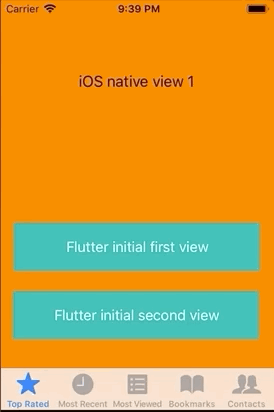 Carrier 9:39 PM
iOS native view 1
Flutter initial first view
Flutter initial second view
Top Rated Most Recent Most Viewed Bookmarks Contacts